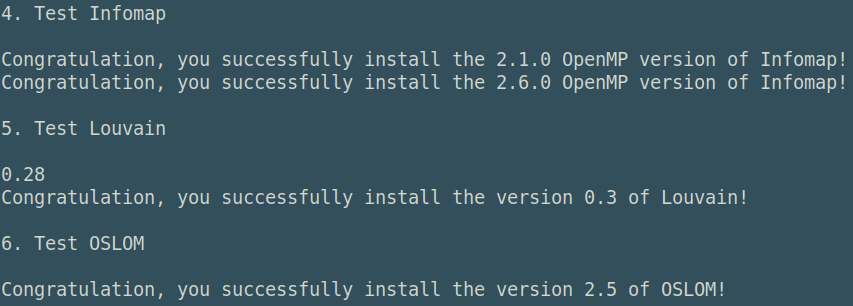 4. Test Infomap
Congratulation, you successfully install the 2.1.0 OpenMP version of Infomap!
Congratulation, you successfully install the 2.6.0 OpenMP version of Infomap!
5. Test Louvain
0.28
Congratulation, you successfully install the version 0.3 of Louvain!
6. Test OSLOM
Congratulation, you successfully install the version 2.5 of OSLOM!